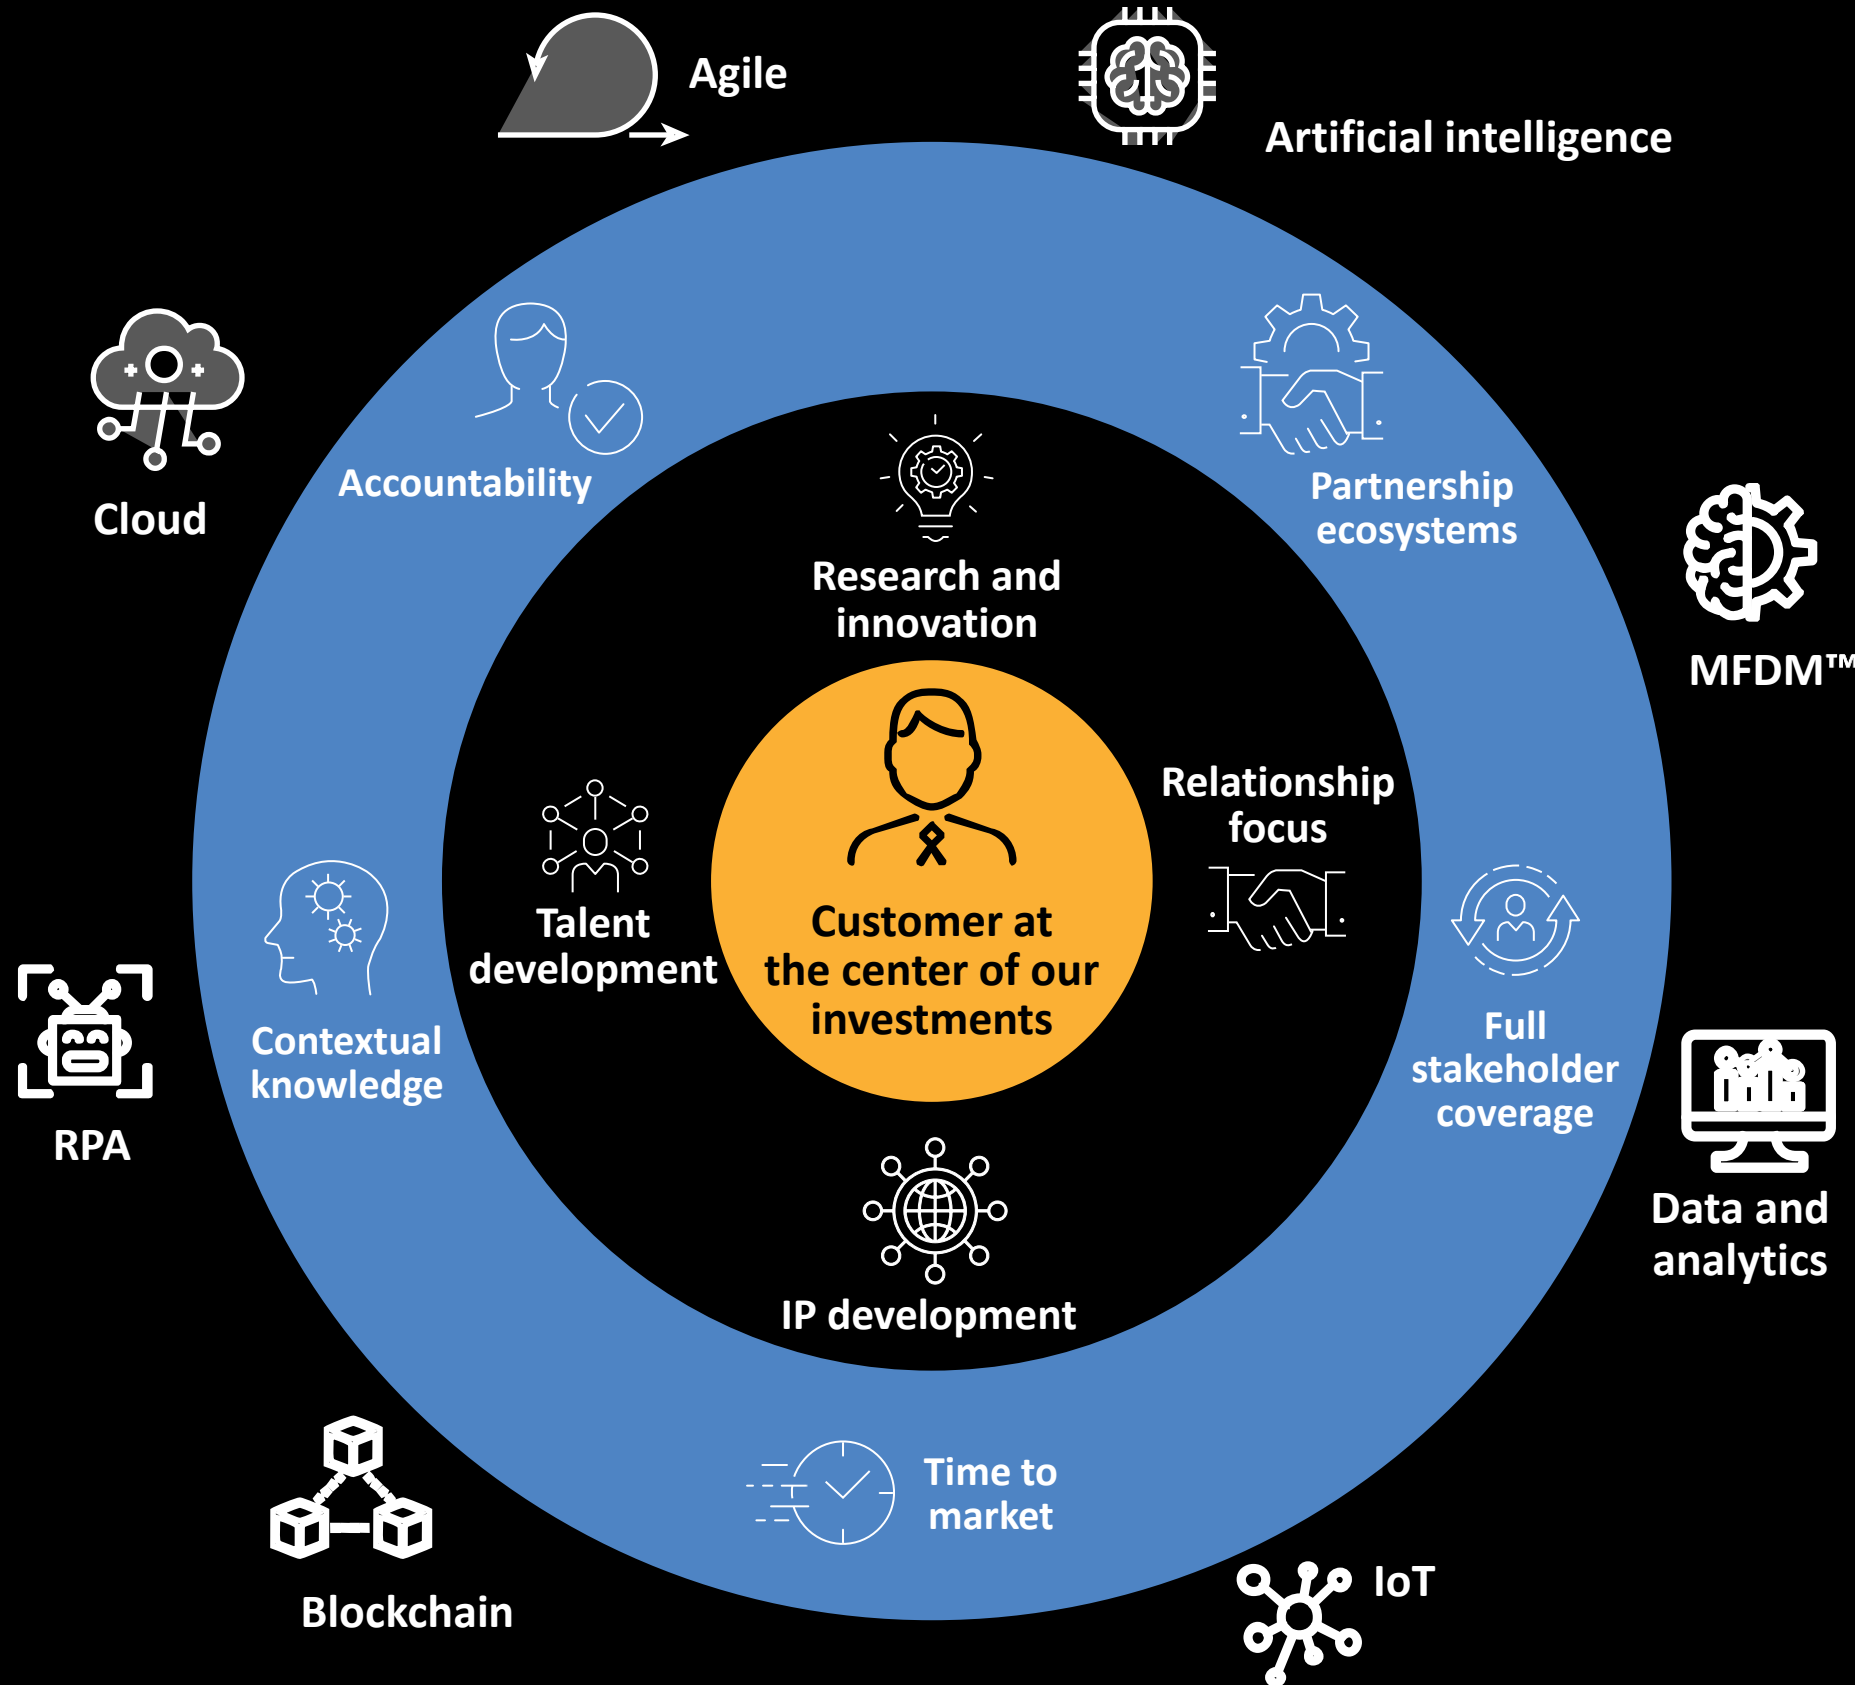 Agile
Artificial intelligence
Cloud
Accountability
Partnership
ecosystems
Research and
innovation
MFDM™
Relationship
focus
Talent
development
Customer at
the center of our
investments
Contextual
knowledge
Full
stakeholder
coverage
RPA
Data and
analytics
IP development
Time to
market
Blockchain
IoT